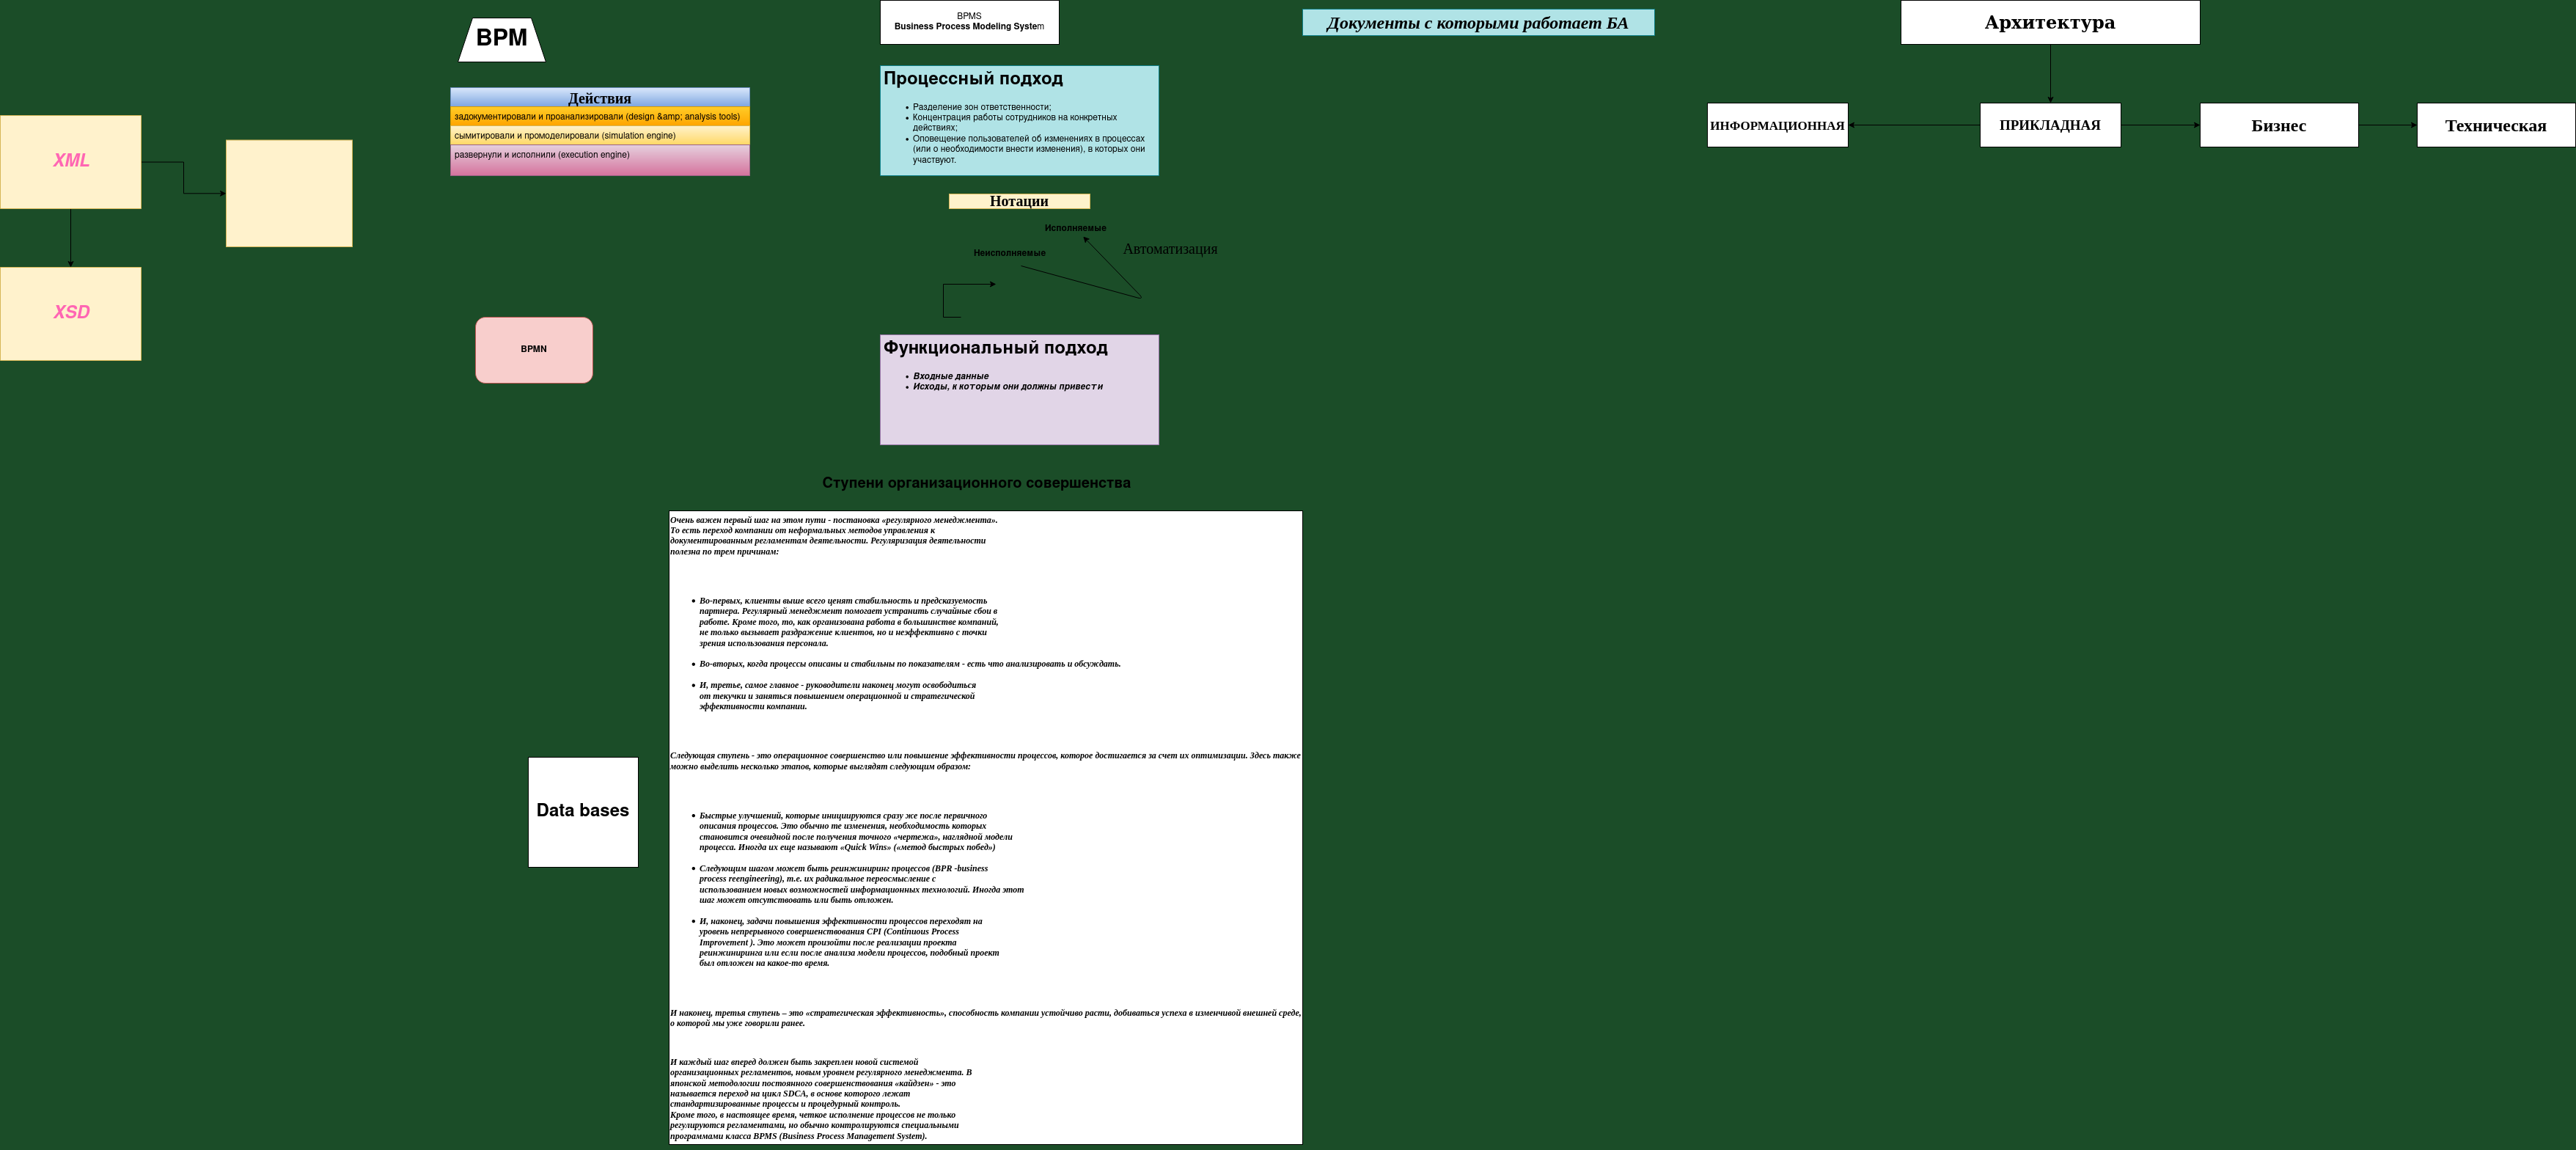 BPM
BPMS
Business Process Modeling System
Документы с которыми работает БА
Архитектура
Действия
задокументировали и проанализировали (design &amp; analysis tools)
сымитировали и промоделировали (simulation engine)
развернули и исполнили (execution engine)
Процессный подход
Разделение зон ответственности;
Концентрация работы сотрудников на конкретных
действиях;
Оповещение пользователей об изменениях в процессах
(или о необходимости внести изменения), в которых они
участвуют.
ИНФОРМАЦИОННАЯ
ПРИКЛАДНАЯ
Бизнес
Техническая
XML
XSD
Нотации
Исполняемые
Неисполняемые
Автоматизация
BPMN
Функциональный подход
Входные данные
Исходы, к которым они должны привести
Ступени организационного совершенства
Очень важен первый шаг на этом пути - постановка «регулярного менеджмента».
То есть переход компании от неформальных методов управления к
документированным регламентам деятельности. Регуляризация деятельности
полезна по трем причинам:
Во-первых, клиенты выше всего ценят стабильность и предсказуемость
партнера. Регулярный менеджмент помогает устранить случайные сбои в
работе. Кроме того, то, как организована работа в большинстве компаний,
не только вызывает раздражение клиентов, но и неэффективно с точки
зрения использования персонала.
Во-вторых, когда процессы описаны и стабильны по показателям - есть что анализировать и обсуждать.
И, третье, самое главное - руководители наконец могут освободиться
от текучки и заняться повышением операционной и стратегической
эффективности компании.
Следующая ступень - это операционное совершенство или повышение эффективности процессов, которое достигается за счет их оптимизации. Здесь также
можно выделить несколько этапов, которые выглядят следующим образом:
Быстрые улучшений, которые инициируются сразу же после первичного
описания процессов. Это обычно те изменения, необходимость которых
становится очевидной после получения точного «чертежа», наглядной модели
процесса. Иногда их еще называют «Quick Wins» («метод быстрых побед»)
Следующим шагом может быть реинжиниринг процессов (BPR -business
process reengineering), т.е. их радикальное переосмысление с
использованием новых возможностей информационных технологий. Иногда этот
шаг может отсутствовать или быть отложен.
И, наконец, задачи повышения эффективности процессов переходят на
уровень непрерывного совершенствования CPI (Continuous Process
Improvement ). Это может произойти после реализации проекта
реинжиниринга или если после анализа модели процессов, подобный проект
был отложен на какое-то время.
И наконец, третья ступень – это «стратегическая эффективность», способность компании устойчиво расти, добиваться успеха в изменчивой внешней среде,
о которой мы уже говорили ранее.
И каждый шаг вперед должен быть закреплен новой системой
организационных регламентов, новым уровнем регулярного менеджмента. В
японской методологии постоянного совершенствования «кайдзен» - это
называется переход на цикл SDCA, в основе которого лежат
стандартизированные процессы и процедурный контроль.
Кроме того, в настоящее время, четкое исполнение процессов не только
регулируются регламентами, но обычно контролируются специальными
программами класса BPMS (Business Process Management System).
Data bases